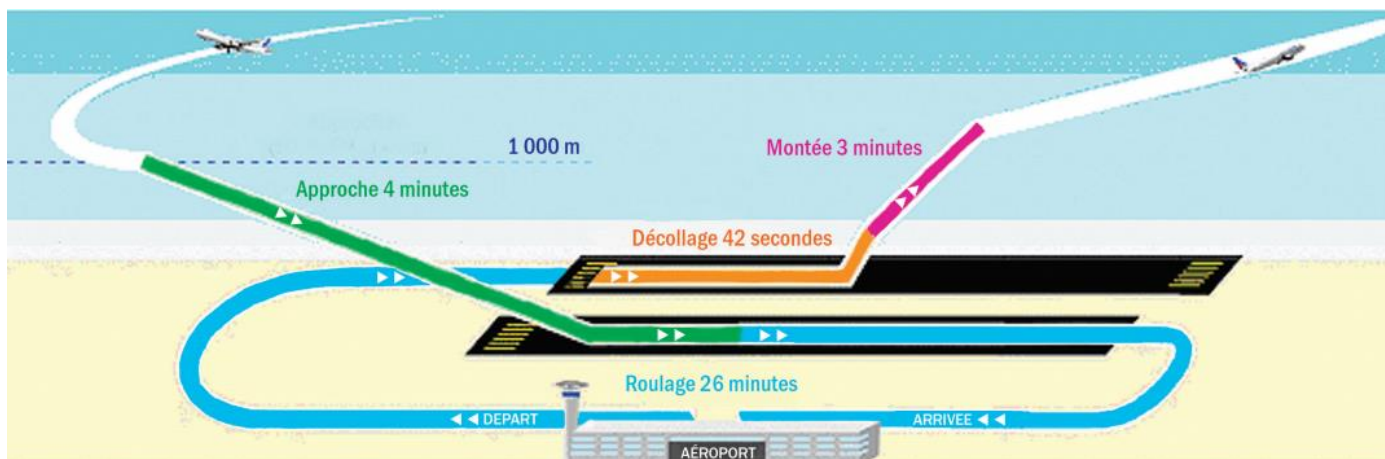 1 000 m
Montée 3 minutes
Approche 4 minutes
Décollage 42 secondes
Roulage 26 minutes
DEPART
ARRIVEE
AÉROPORT